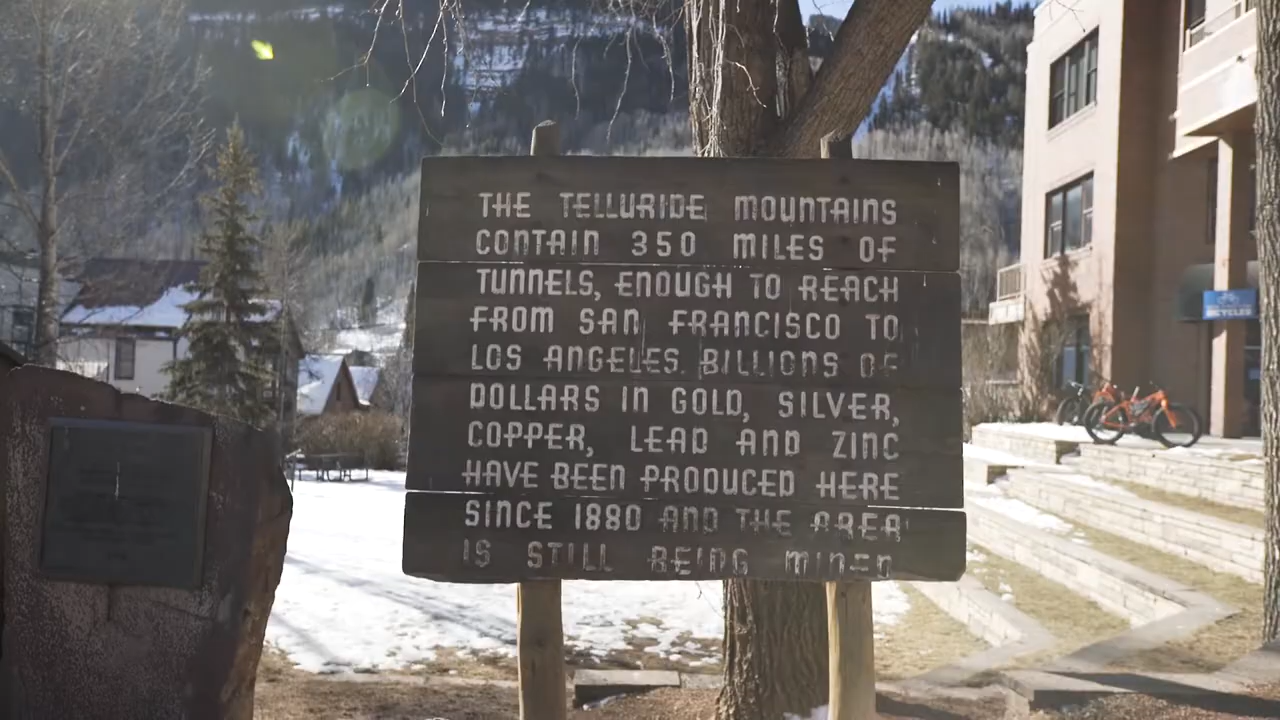 THE TELLURIDE MOUNTAINS
CONTAIN 350 MILES OF
TUNNELS, ENOUGH TO REACH
FROM SAN FRANCISCO TO
LOS ANGELES. BILLIONS OF
DOLLARS IN GOLD, SILVER,
COPPER, LEAD AND ZINC
HAVE BEEN PRODUCED HERE
SINCE 1880 AND THE AREA
IS STILL BEING MINED
BICYCLES